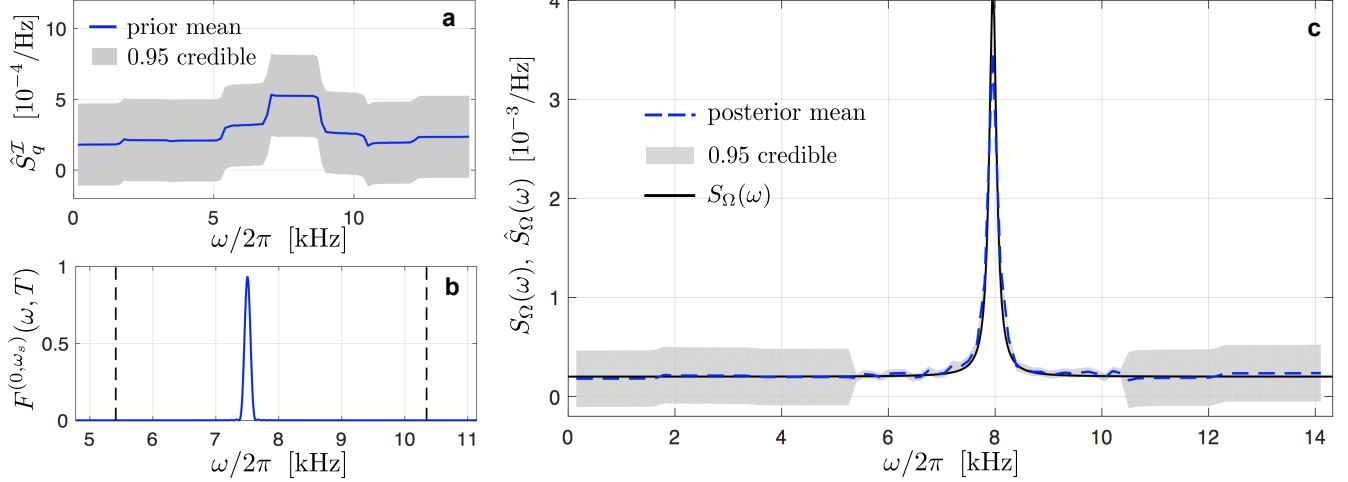 a
prior mean
0.95 credible
10
5
0
Ŝ_q^ℐ [10⁻⁴/Hz]
0 5 10
ω/2π [kHz]
b
1
0.5
0
F^(0,ω_s)(ω, T)
5 6 7 8 9 10 11
ω/2π [kHz]
c
posterior mean
0.95 credible
S_Ω(ω)
4
3
2
1
0
S_Ω(ω), Ŝ_Ω(ω) [10⁻³/Hz]
0 2 4 6 8 10 12 14
ω/2π [kHz]